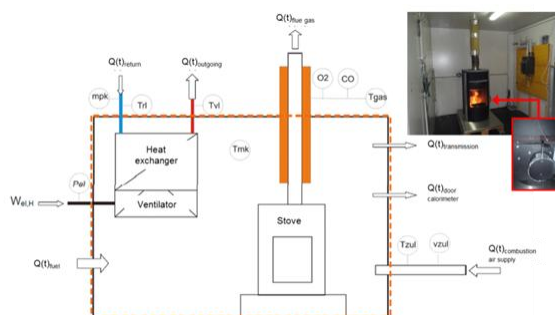 Q(t)flue gas
Q(t)return
Q(t)outgoing
O2
CO
mpk
Trl
Tvl
Tgas
Heat
exchanger
Tmk
Q(t)transmission
Pel
Wel,H
Ventilator
Q(t)door
calorimeter
Stove
Tzul
vzul
Q(t)combustion
air supply
Q(t)fuel